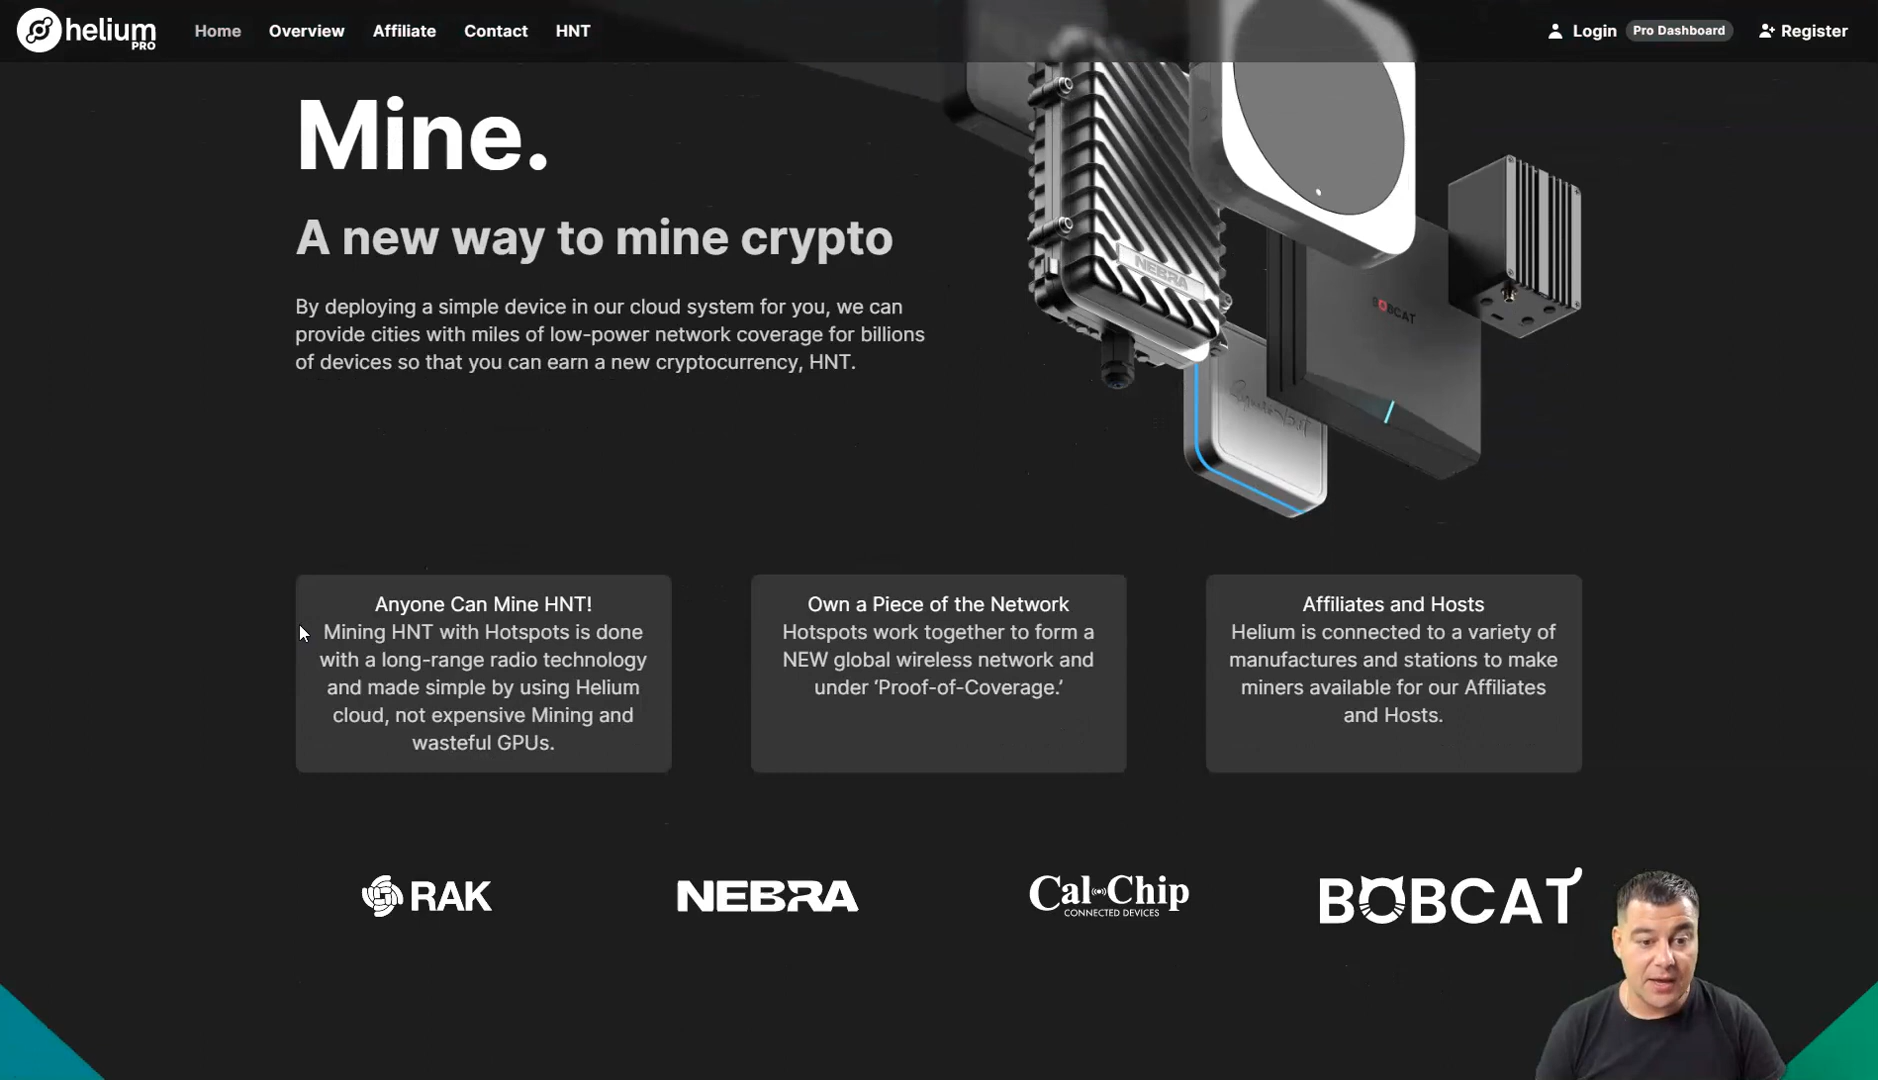 helium
PRO
Home
Overview
Affiliate
Contact
HNT
Login
Pro Dashboard
Register
Mine.
A new way to mine crypto
By deploying a simple device in our cloud system for you, we can
provide cities with miles of low-power network coverage for billions
of devices so that you can earn a new cryptocurrency, HNT.
NEBRA
BOBCAT
Anyone Can Mine HNT!
Mining HNT with Hotspots is done
with a long-range radio technology
and made simple by using Helium
cloud, not expensive Mining and
wasteful GPUs.
Own a Piece of the Network
Hotspots work together to form a
NEW global wireless network and
under ‘Proof-of-Coverage.’
Affiliates and Hosts
Helium is connected to a variety of
manufactures and stations to make
miners available for our Affiliates
and Hosts.
RAK
NEBRA
Cal-Chip
CONNECTED DEVICES
BOBCAT